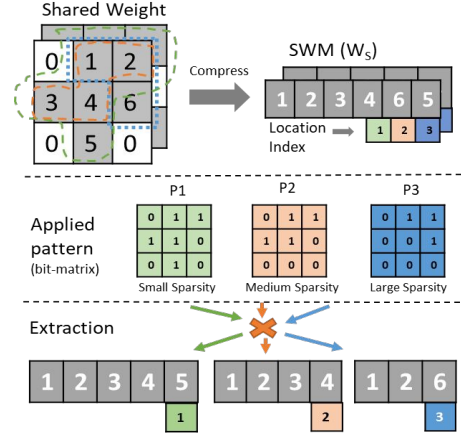 Shared Weight
0 1 2
3 4 6
0 5 0
Compress
SWM (Wₛ)
1 2 3 4 6 5
Location
Index
1 2 3
Applied
pattern
(bit-matrix)
P1
0 1 1
1 1 0
0 1 0
Small Sparsity
P2
0 1 1
1 1 0
0 0 0
Medium Sparsity
P3
0 1 1
0 0 1
0 0 0
Large Sparsity
Extraction
1 2 3 4 5
1
1 2 3 4
2
1 2 6
3